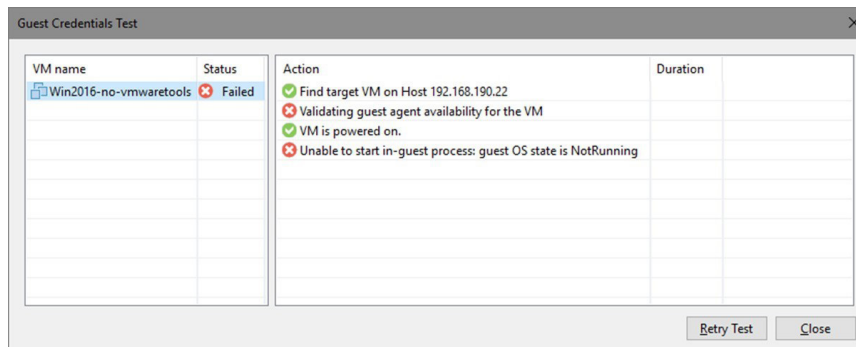 Guest Credentials Test
VM name Status
Win2016-no-vmwaretools Failed
Action Duration
Find target VM on Host 192.168.190.22
Validating guest agent availability for the VM
VM is powered on.
Unable to start in-guest process: guest OS state is NotRunning
Retry Test Close